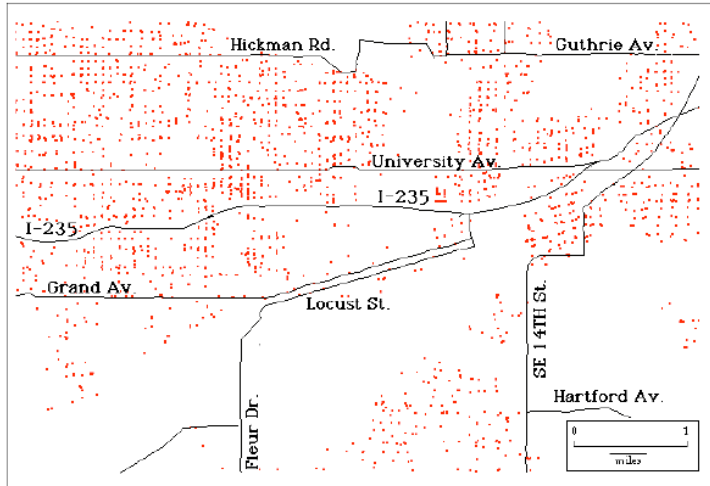 Hickman Rd.
Guthrie Av.
University Av.
I-235
I-235
Grand Av.
Locust St.
SE 14TH St.
Fleur Dr.
Hartford Av.
0 1
miles